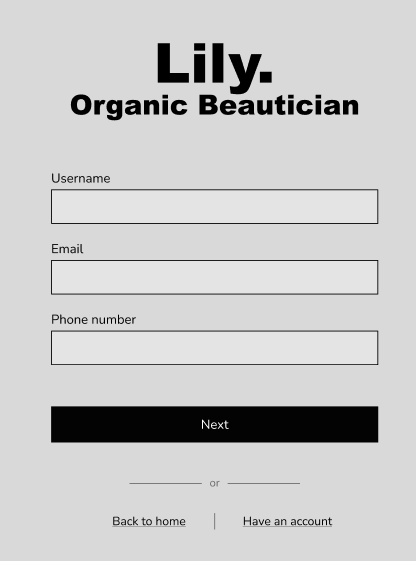 Lily.
Organic Beautician
Username
Email
Phone number
Next
or
Back to home | Have an account